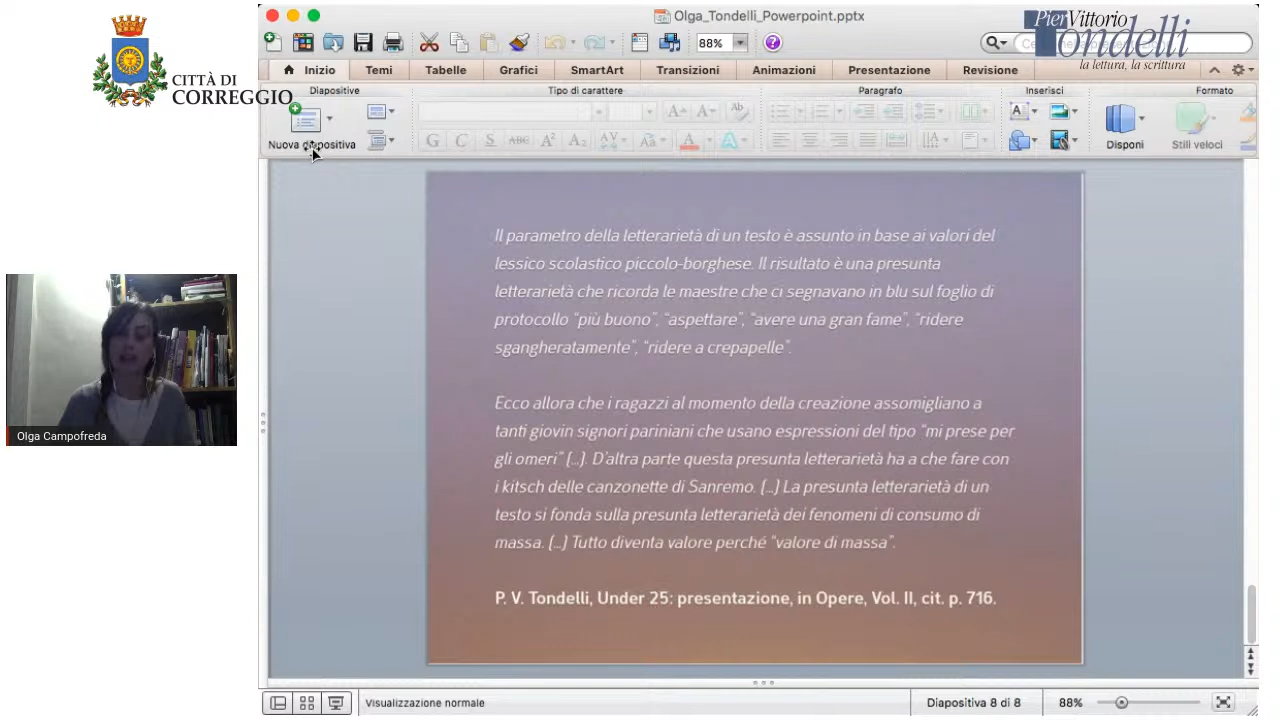 CITTÀ DI
CORREGGIO
Olga_Tondelli_Powerpoint.pptx
PierVittorio
Tondelli
la lettura, la scrittura
88%
Inizio Temi Tabelle Grafici SmartArt Transizioni Animazioni Presentazione Revisione
Diapositive Tipo di carattere Paragrafo Inserisci Formato
Nuova diapositiva
Disponi
Still veloci
Il parametro della letterarietà di un testo è assunto in base ai valori del
lessico scolastico piccolo-borghese. Il risultato è una presunta
letterarietà che ricorda le maestre che ci segnavano in blu sul foglio di
protocollo “più buono”, “aspettare”, “avere una gran fame”, “ridere
sgangheratamente”, “ridere a crepapelle”.
Ecco allora che i ragazzi al momento della creazione assomigliano a
tanti giovin signori pariniani che usano espressioni del tipo “mi prese per
gli omeri” (...). D'altra parte questa presunta letterarietà ha a che fare con
i kitsch delle canzonette di Sanremo. (...) La presunta letterarietà di un
testo si fonda sulla presunta letterarietà dei fenomeni di consumo di
massa. (...) Tutto diventa valore perché “valore di massa”.
P. V. Tondelli, Under 25: presentazione, in Opere, Vol. II, cit. p. 716.
Olga Campofreda
Visualizzazione normale
Diapositiva 8 di 8
88%